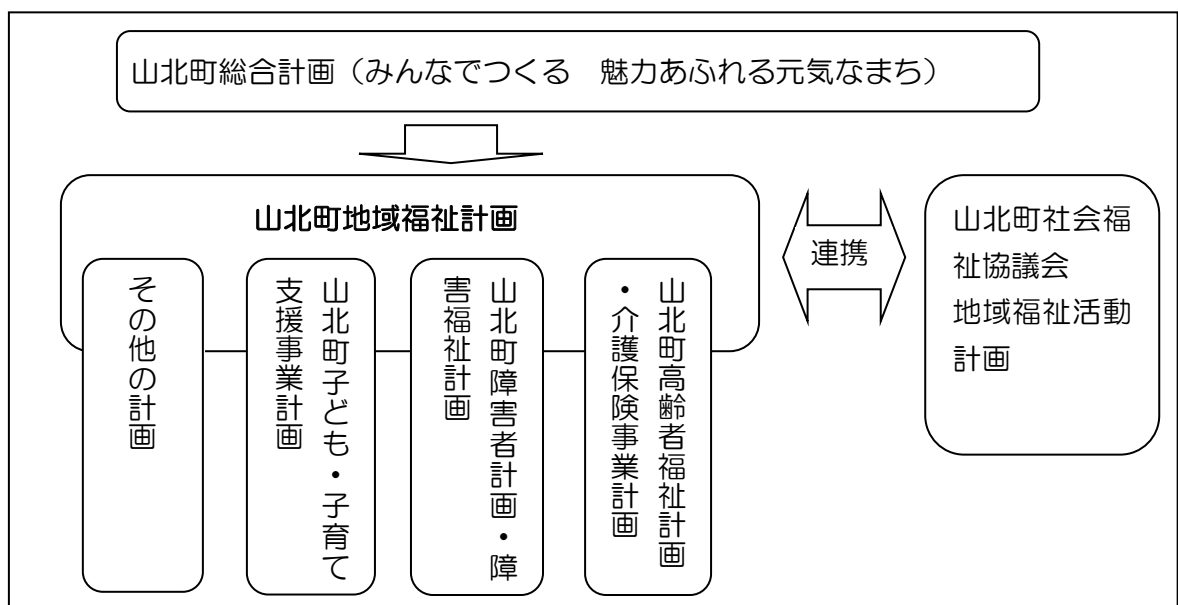 山北町総合計画（みんなでつくる　魅力あふれる元気なまち）
山北町地域福祉計画
山北町高齢者福祉計画
・介護保険事業計画
山北町障害者計画・障
害福祉計画
山北町子ども・子育て
支援事業計画
その他の計画
連携
山北町社会福
祉協議会
地域福祉活動
計画